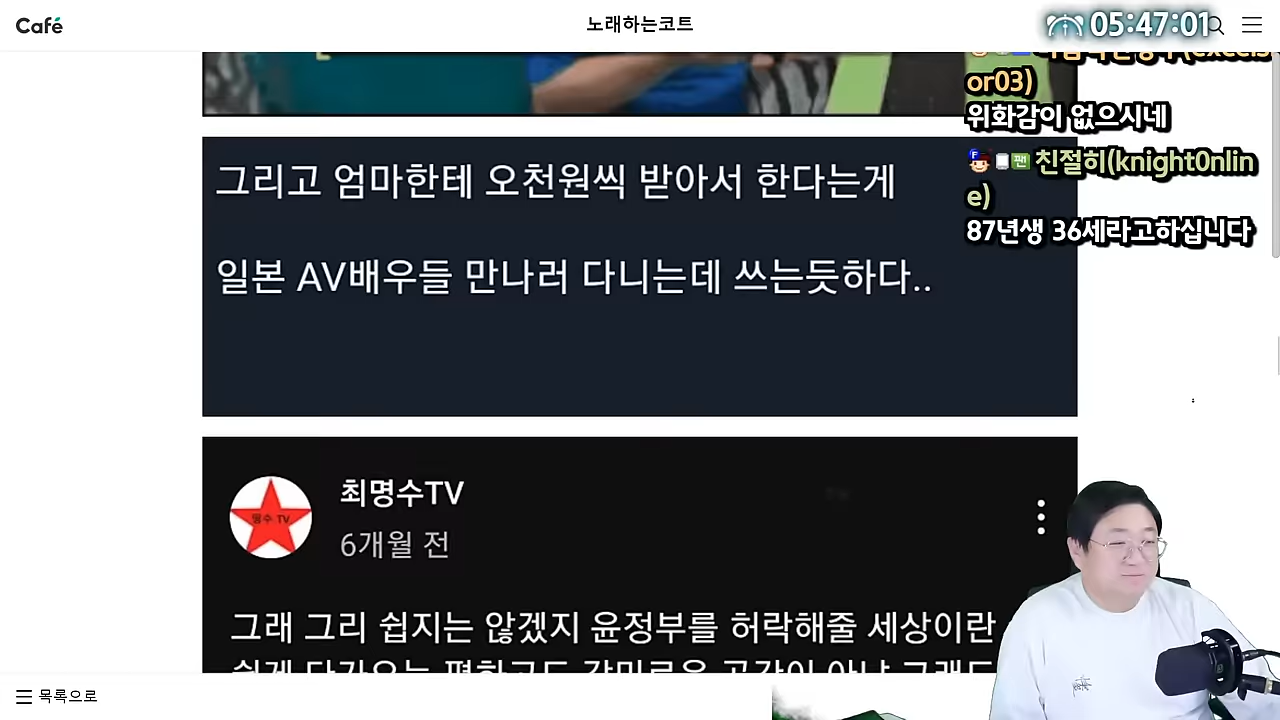 Café
노래하는코트
05:47:01
or03)
위화감이 없으시네
친절히(knight0nlin
e)
87년생 36세라고하십니다
그리고 엄마한테 오천원씩 받아서 한다는게
일본 AV배우들 만나러 다니는데 쓰는듯하다..
명수 TV
최명수TV
6개월 전
그래 그리 쉽지는 않겠지 윤정부를 허락해줄 세상이란
목록으로